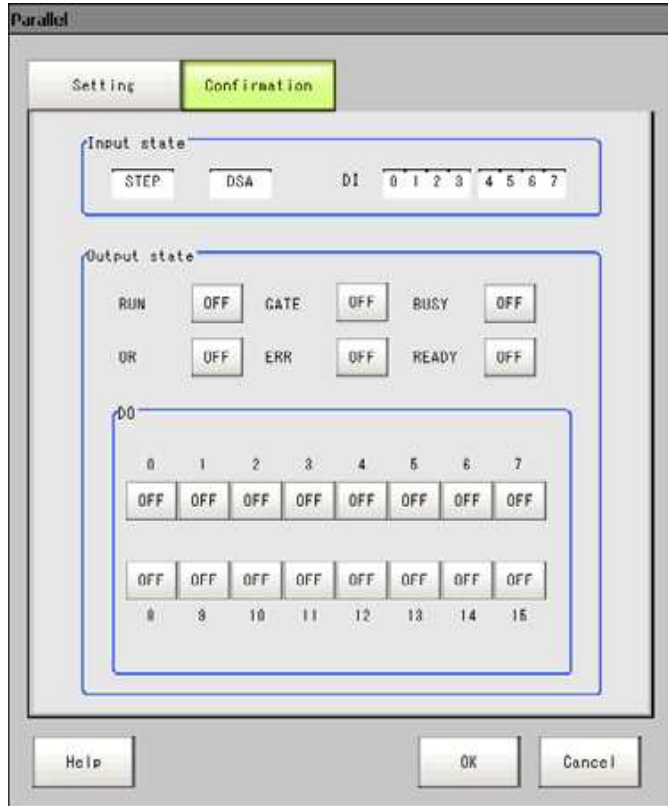 Parallel
Setting Confirmation
Input state
STEP DSA DI 0 1 2 3 4 5 6 7
Output state
RUN OFF GATE OFF BUSY OFF
OR OFF ERR OFF READY OFF
DO
0 1 2 3 4 5 6 7
OFF OFF OFF OFF OFF OFF OFF OFF
OFF OFF OFF OFF OFF OFF OFF OFF
8 9 10 11 12 13 14 15
Help OK Cancel